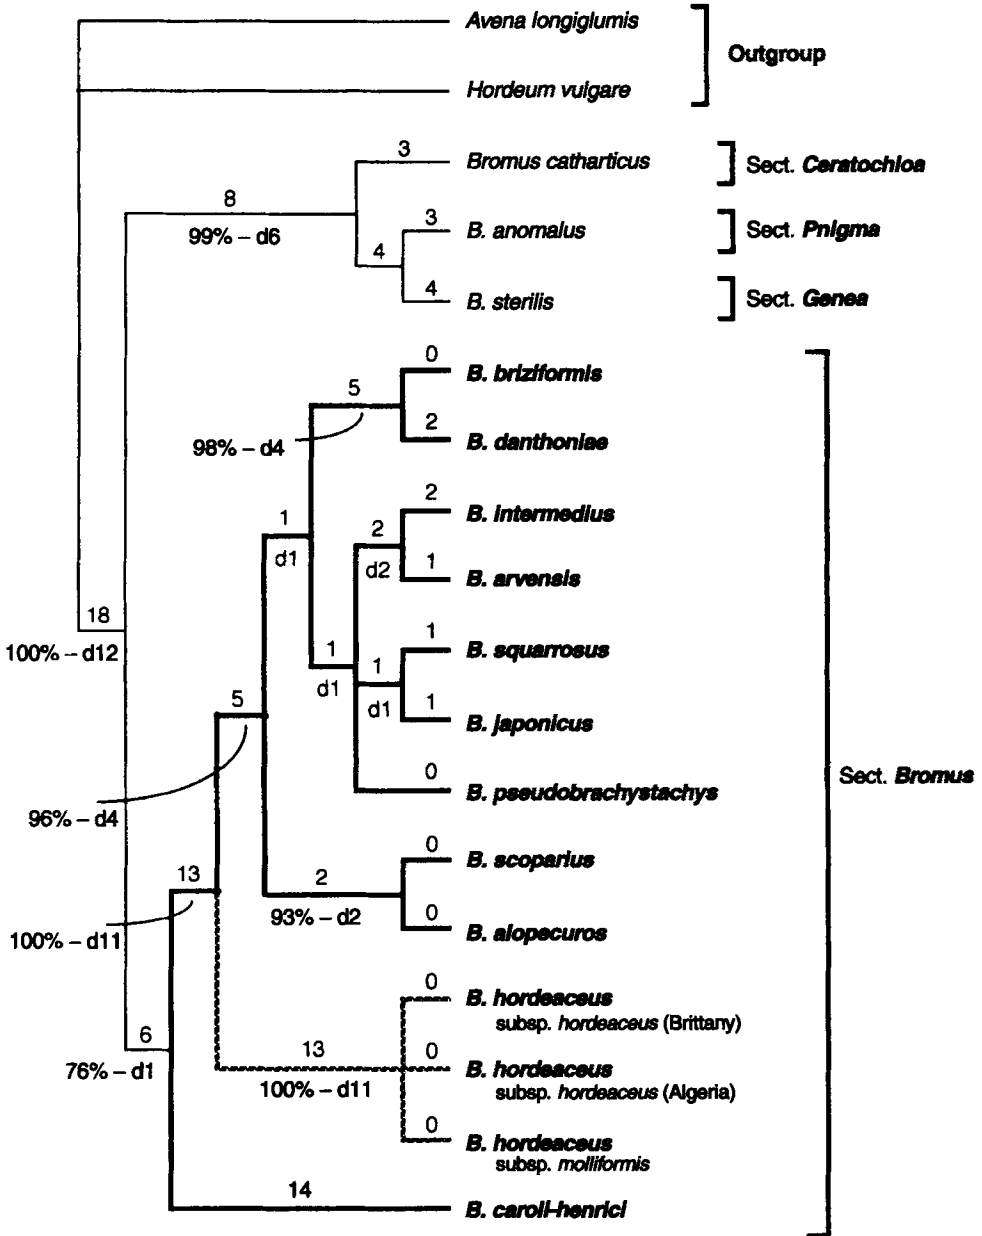 Avena longiglumis
Outgroup
Hordeum vulgare
3
Bromus catharticus
Sect. Ceratochloa
8
99% – d6
3
B. anomalus
Sect. Pnigma
4
4
B. sterilis
Sect. Genea
0
B. briziformis
5
2
B. danthoniae
98% – d4
2
B. intermedius
1
d1
2
d2
1
B. arvensis
18
100% – d12
1
B. squarrosus
1
d1
1
d1
1
B. japonicus
5
96% – d4
0
B. pseudobrachystachys
Sect. Bromus
0
B. scoparius
13
100% – d11
2
93% – d2
0
B. alopecuros
0
B. hordeaceus
subsp. hordeaceus (Brittany)
6
76% – d1
13
100% – d11
0
B. hordeaceus
subsp. hordeaceus (Algeria)
0
B. hordeaceus
subsp. molliformis
14
B. caroli-henrici